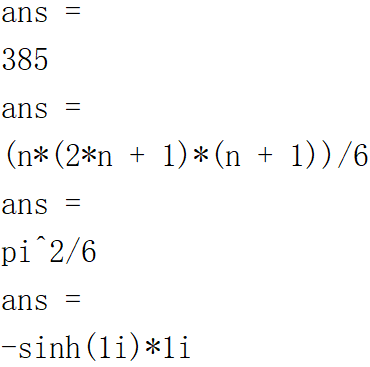 ans =
385
ans =
(n*(2*n + 1)*(n + 1))/6
ans =
pi^2/6
ans =
-sinh(1i)*1i